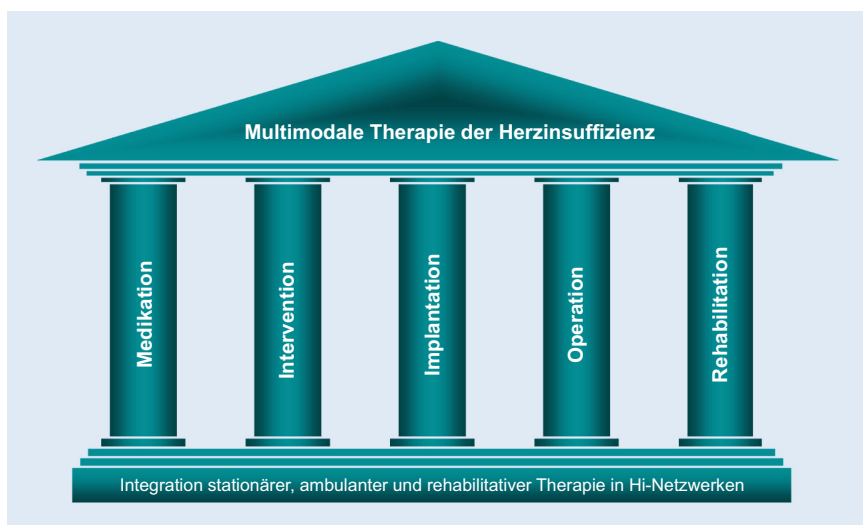 Multimodale Therapie der Herzinsuffizienz
Medikation
Intervention
Implantation
Operation
Rehabilitation
Integration stationärer, ambulanter und rehabilitativer Therapie in Hi-Netzwerken